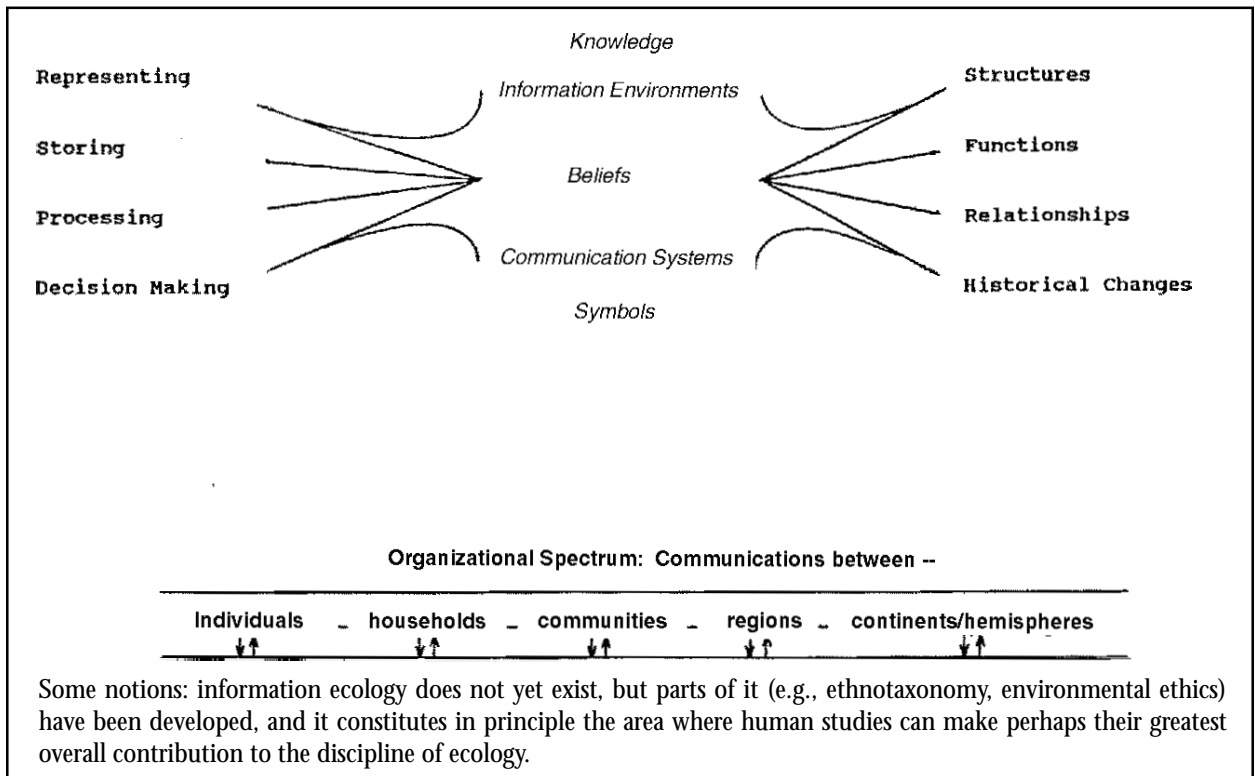 Knowledge
Representing
Information Environments
Structures
Storing
Beliefs
Functions
Processing
Relationships
Communication Systems
Decision Making
Historical Changes
Symbols
Organizational Spectrum: Communications between --
Individuals - households - communities - regions - continents/hemispheres
Some notions: information ecology does not yet exist, but parts of it (e.g., ethnotaxonomy, environmental ethics)
have been developed, and it constitutes in principle the area where human studies can make perhaps their greatest
overall contribution to the discipline of ecology.